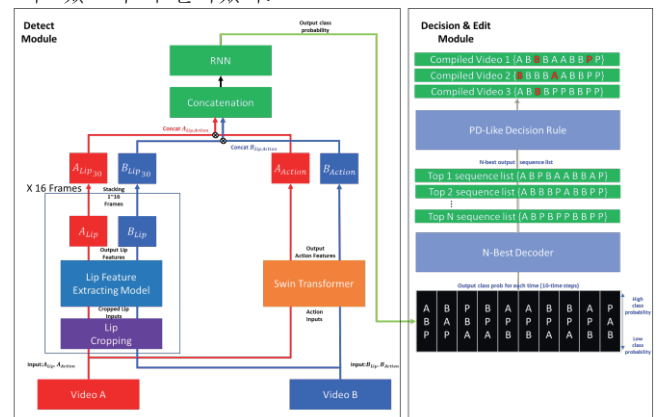 Detect
Module
Output class
probability
Decision & Edit
Module
RNN
Concatenation
Concat A_Lip,Action
Concat B_Lip,Action
A_Lip_30
B_Lip_30
A_Action
B_Action
X 16 Frames
Stacking
1~16
Frames
A_Lip
B_Lip
Output Lip
Features
Output
Action Features
Lip Feature
Extracting Model
Swin Transformer
Cropped Lip
Inputs
Action
Inputs
Lip
Cropping
Input:A_Lip, A_Action
Input:B_Lip, B_Action
Video A
Video B
Compiled Video 1 {A B B B A A B B P P}
Compiled Video 2
Compiled Video 3 {A B B B P P B B P P}
PD-Like Decision Rule
N-best output sequence list
Top 1 sequence list {A B P B A A B B A P}
Top 2 sequence list {A B B B P A B B P P}
⋮
Top N sequence list {A B P B P P B B P P}
N-Best Decoder
Output class prob for each time (10-time steps)
High
class
probability
Low
class
probability